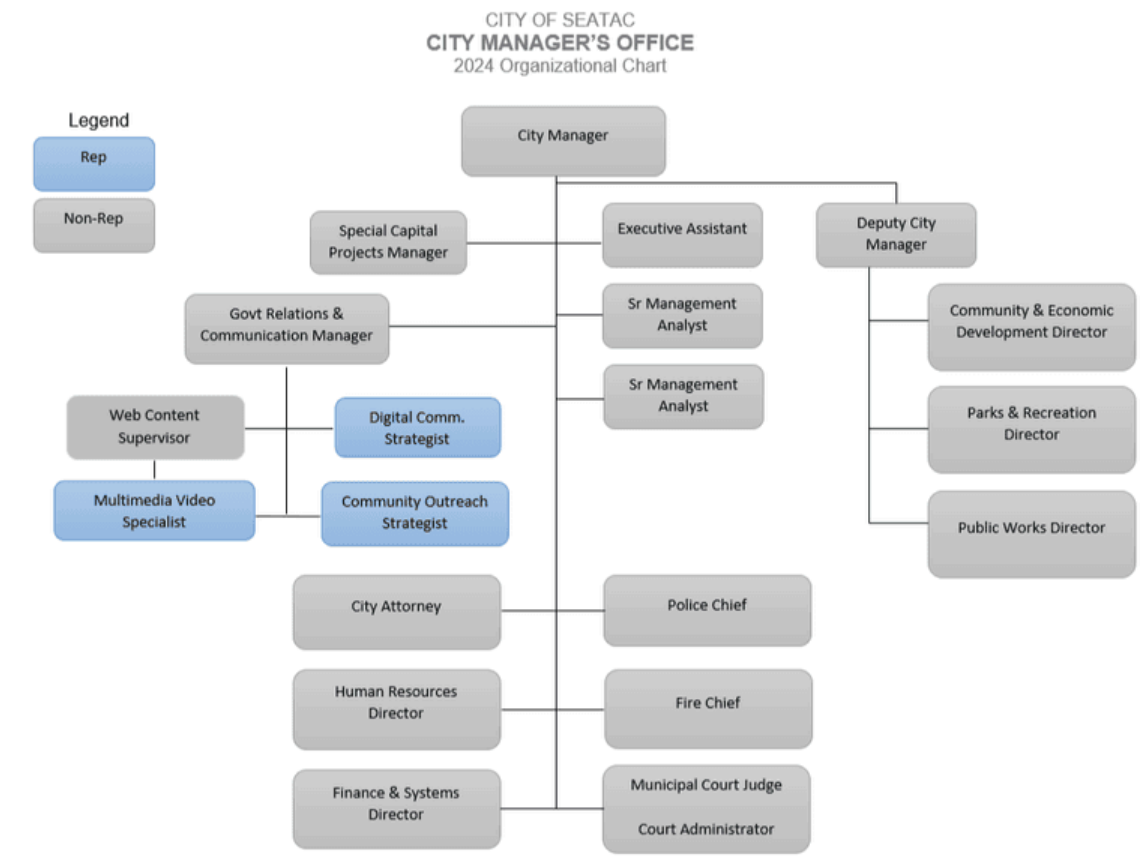 CITY OF SEATAC
CITY MANAGER'S OFFICE
2024 Organizational Chart
Legend
Rep
Non-Rep
City Manager
Special Capital
Projects Manager
Executive Assistant
Deputy City
Manager
Govt Relations &
Communication Manager
Sr Management
Analyst
Community & Economic
Development Director
Sr Management
Analyst
Web Content
Supervisor
Digital Comm.
Strategist
Parks & Recreation
Director
Multimedia Video
Specialist
Community Outreach
Strategist
Public Works Director
City Attorney
Police Chief
Human Resources
Director
Fire Chief
Finance & Systems
Director
Municipal Court Judge
Court Administrator